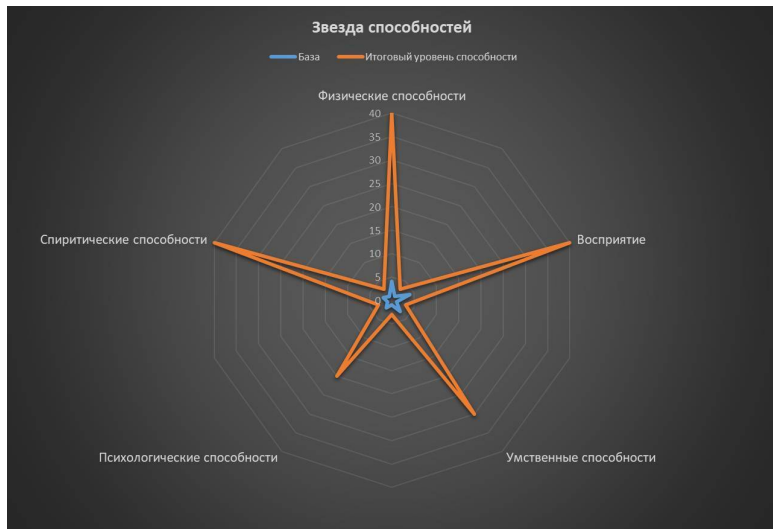 Звезда способностей
База
Итоговый уровень способности
Физические способности
40
35
30
25
20
15
10
5
0
Спиритические способности
Восприятие
Психологические способности
Умственные способности